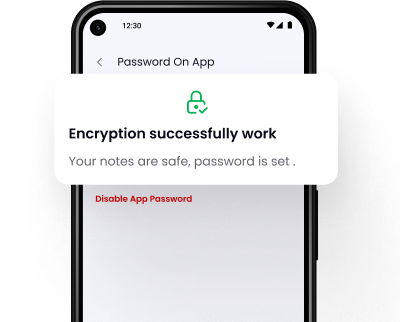 12:30
Password On App
Encryption successfully work
Your notes are safe, password is set .
Disable App Password